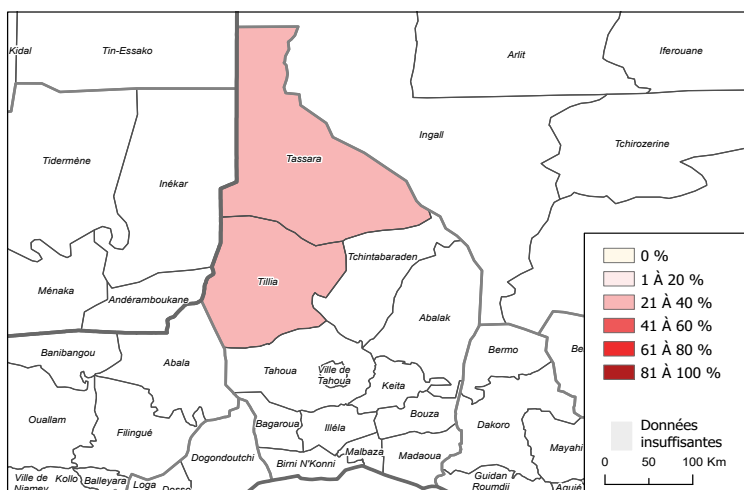 Kidal
Tin-Essako
Arlit
Iferouane
Ingall
Tchirozerine
Tassara
Tidermène
Inékar
Tchintabaraden
Tillia
Ménaka
Andéramboukane
Abalak
Banibangou
Abala
Bermo
Be
Tahoua
Ville de
Tahoua
Keita
Ouallam
Filingué
Bagaroua
Illéla
Bouza
Dakoro
Mayahi
Dogondoutchi
Birni N'Konni
Malbaza
Madaoua
Ville de
Niamey
Kollo
Balleyara
Loga
Dosso
Guidan
Roumdji
Aguié
0 %
1 À 20 %
21 À 40 %
41 À 60 %
61 À 80 %
81 À 100 %
Données
insuffisantes
0 50 100 Km